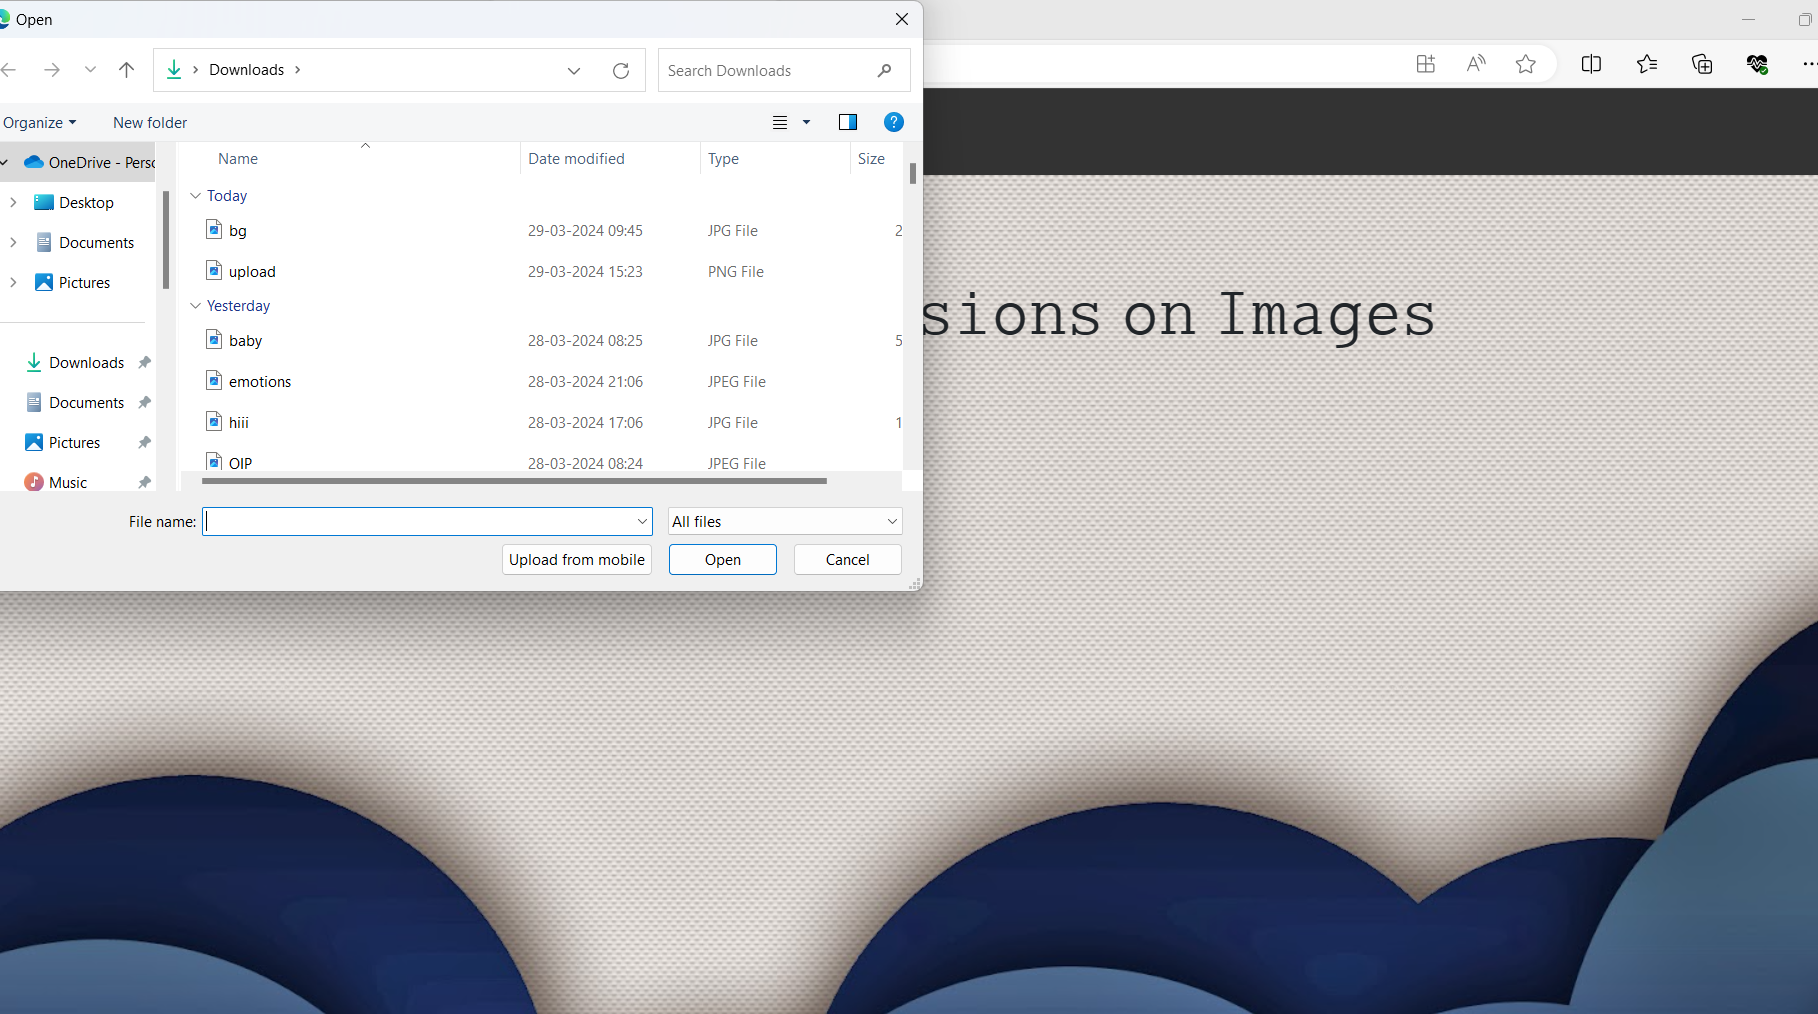 Open
Downloads
Search Downloads
Organize
New folder
?
OneDrive - Perso
Desktop
Documents
Pictures
Downloads
Documents
Pictures
Music
Name Date modified Type Size
Today
bg 29-03-2024 09:45 JPG File 2
upload 29-03-2024 15:23 PNG File
Yesterday
baby 28-03-2024 08:25 JPG File 5
emotions 28-03-2024 21:06 JPEG File
hiii 28-03-2024 17:06 JPG File 1
OIP 28-03-2024 08:24 JPEG File
File name:
All files
Upload from mobile
Open
Cancel
sions on Images